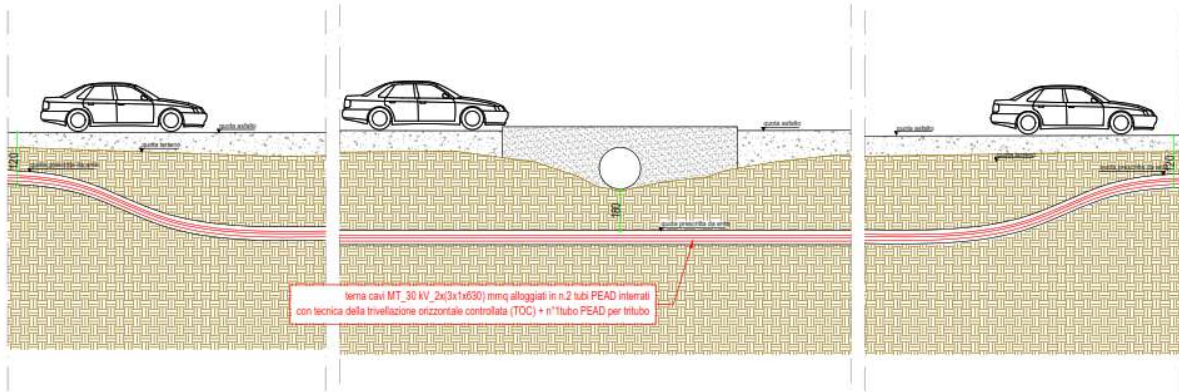 quota asfalto
quota terreno
quota prescritta da ente
120
quota asfalto
180
quota prescritta da ente
terna cavi MT_30 kV_2x(3x1x630) mmq alloggiati in n.2 tubi PEAD interrati
con tecnica della trivellazione orizzontale controllata (TOC) + n°1tubo PEAD per tritubo
quota asfalto
quota terreno
quota prescritta da ente
120